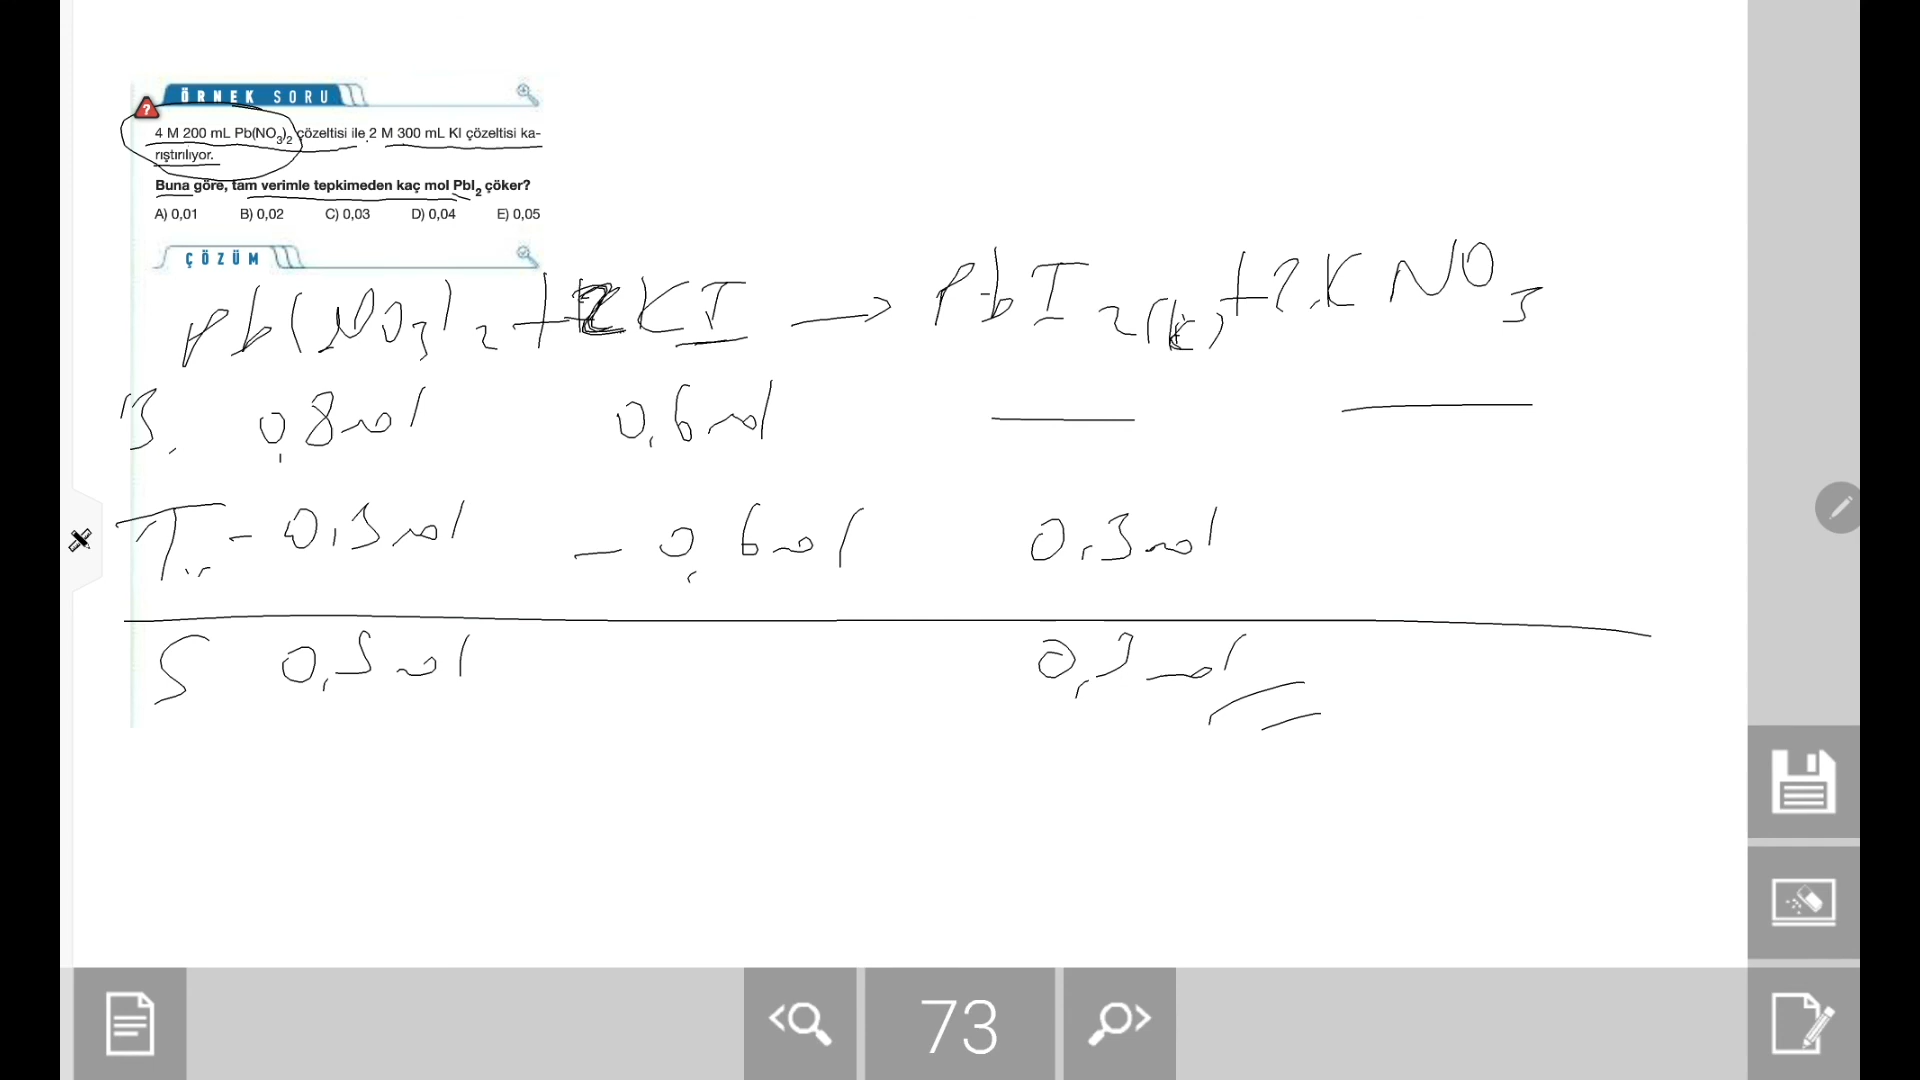 ÖRNEK SORU
?
4 M 200 mL Pb(NO3)2 çözeltisi ile 2 M 300 mL KI çözeltisi ka-
rıştırılıyor.
Buna göre, tam verimle tepkimeden kaç mol PbI2 çöker?
A) 0,01 B) 0,02 C) 0,03 D) 0,04 E) 0,05
ÇÖZÜM
Pb(NO3)2 + 2KI → PbI2(k) + 2KNO3
B. 0,8 mol 0,6 mol — —
T. - 0,3 mol - 0,6 mol 0,3 mol
S 0,5 mol 0,3 mol
73